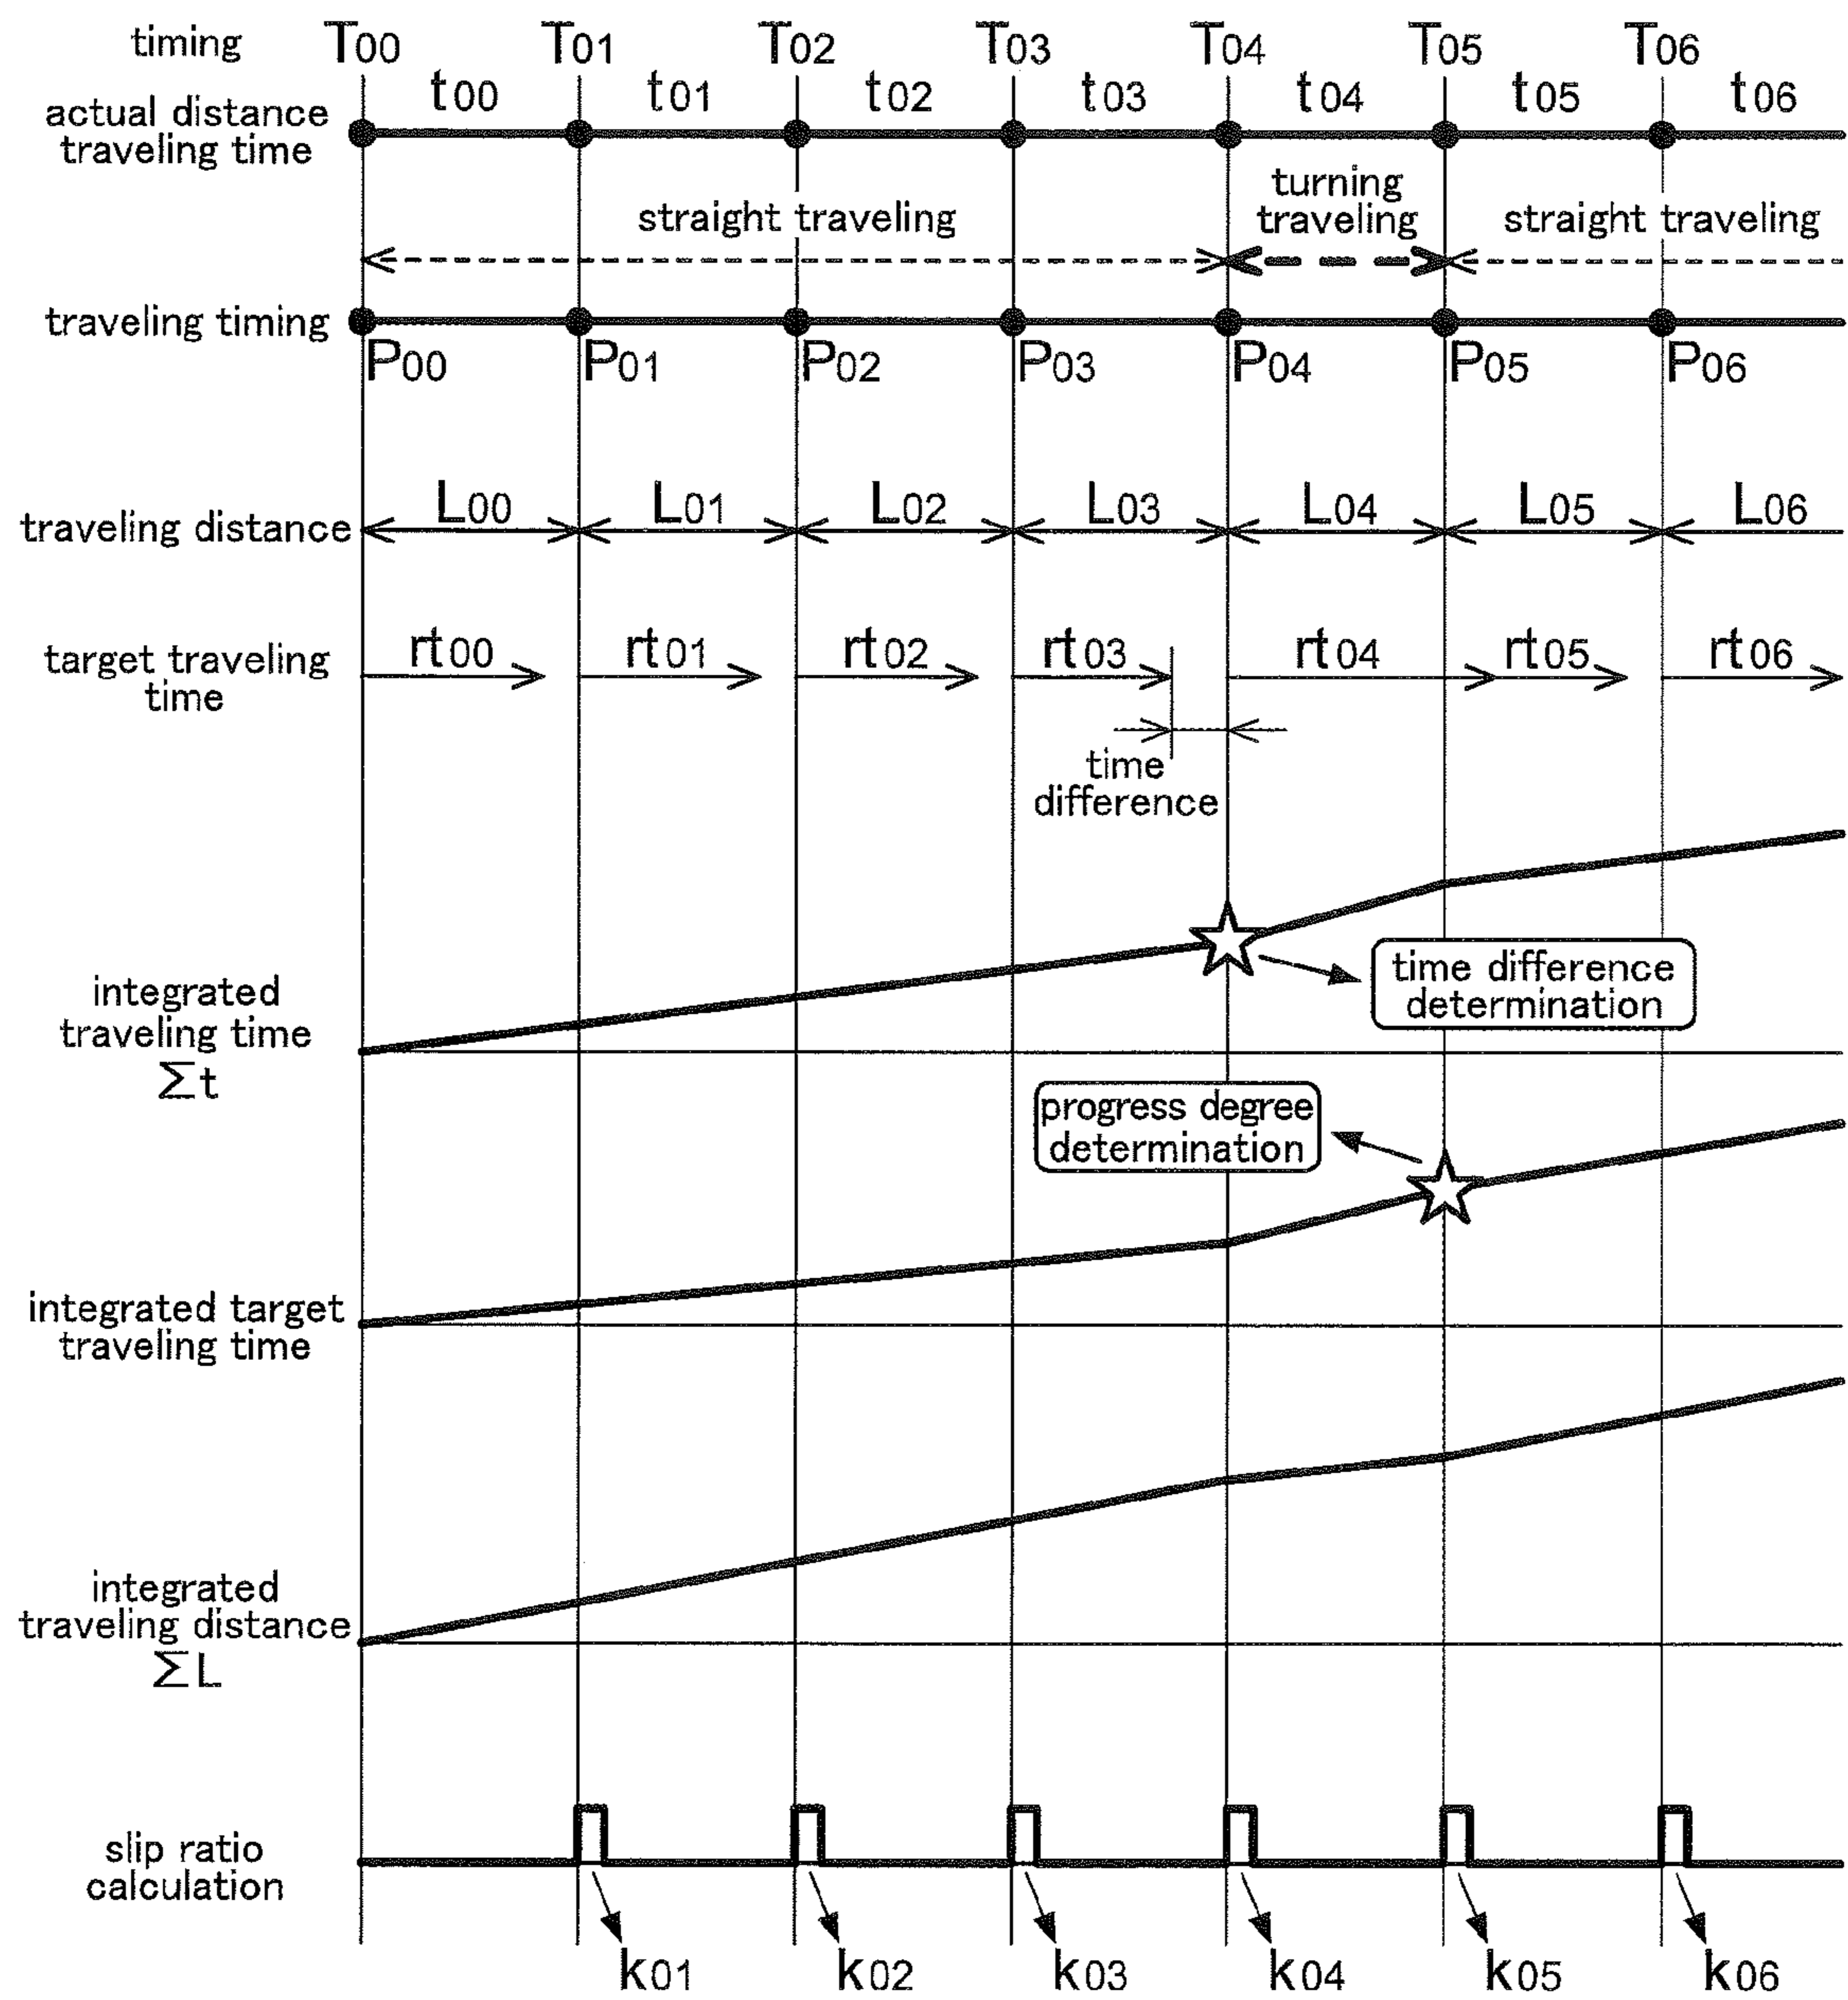 timing T00 T01 T02 T03 T04 T05 T06
t00 t01 t02 t03 t04 t05 t06
actual distance
traveling time
straight traveling
turning
traveling
straight traveling
traveling timing
P00 P01 P02 P03 P04 P05 P06
traveling distance L00 L01 L02 L03 L04 L05 L06
target traveling
time
rt00 rt01 rt02 rt03 rt04 rt05 rt06
time
difference
integrated
traveling time
Σt
time difference
determination
progress degree
determination
integrated target
traveling time
integrated
traveling distance
ΣL
slip ratio
calculation
k01 k02 k03 k04 k05 k06